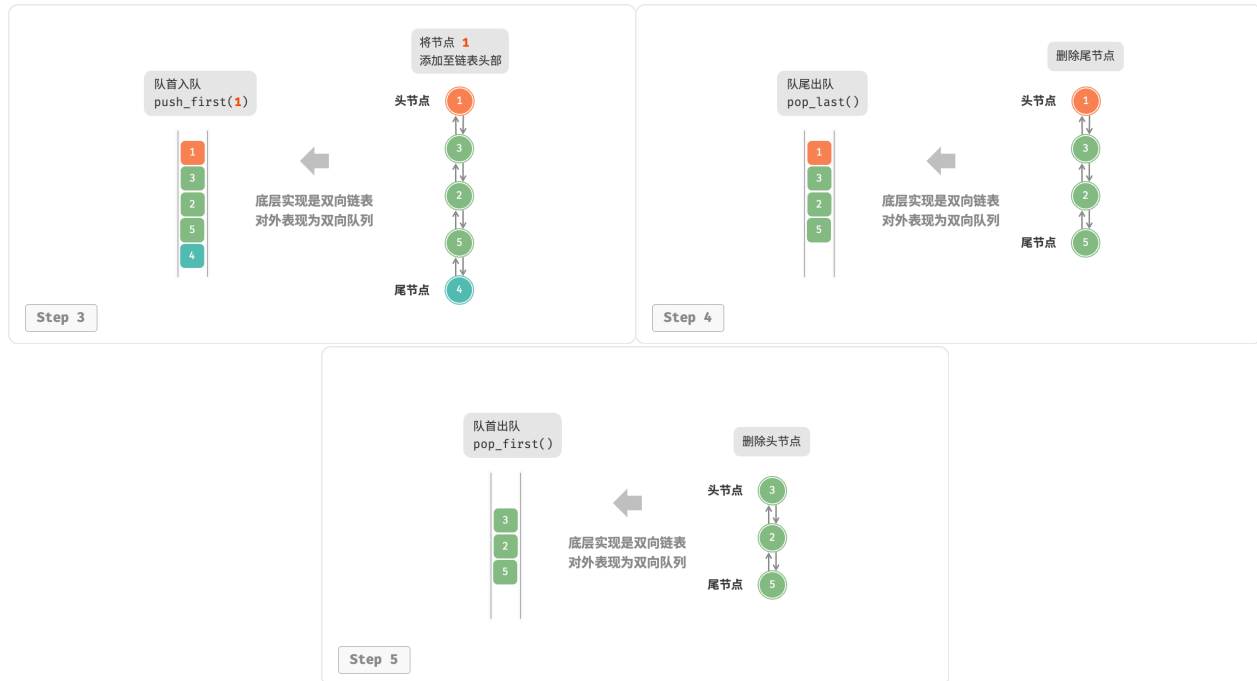 将节点 1
添加至链表头部
队首入队
push_first(1)
头节点
1
3
2
5
4
尾节点
1
3
2
5
4
底层实现是双向链表
对外表现为双向队列
Step 3
删除尾节点
队尾出队
pop_last()
头节点
1
3
2
5
尾节点
1
3
2
5
底层实现是双向链表
对外表现为双向队列
Step 4
队首出队
pop_first()
删除头节点
头节点
3
2
5
尾节点
3
2
5
底层实现是双向链表
对外表现为双向队列
Step 5